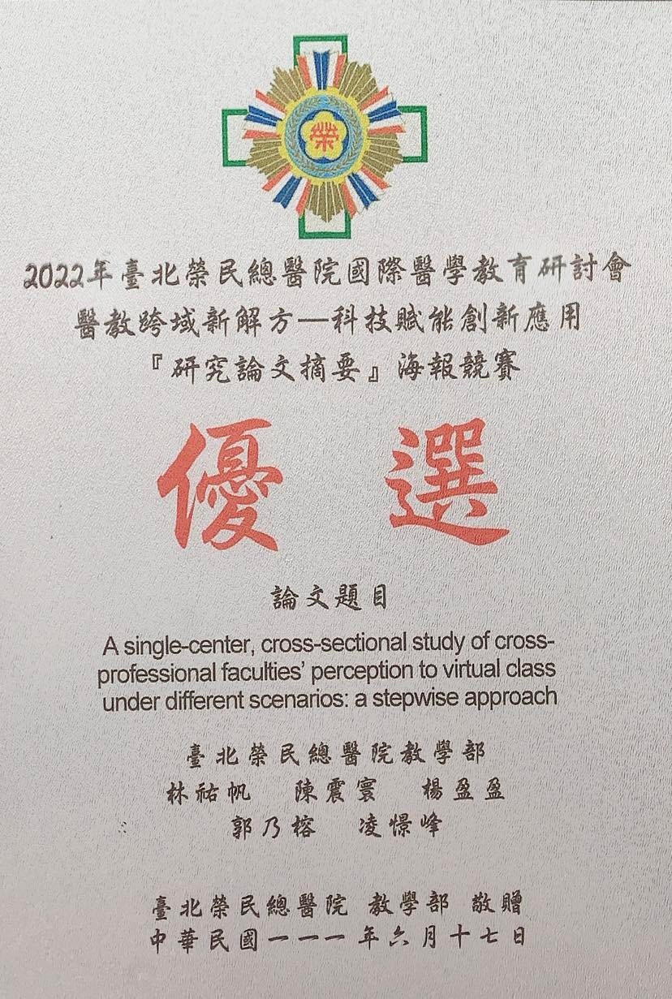 榮
2022年臺北榮民總醫院國際醫學教育研討會
醫教跨域新解方—科技賦能創新應用
『研究論文摘要』海報競賽
優 選
論文題目
A single-center, cross-sectional study of cross-
professional faculties’ perception to virtual class
under different scenarios: a stepwise approach
臺北榮民總醫院教學部
林祐帆 陳震寰 楊盈盈
郭乃榕 凌憬峰
臺北榮民總醫院 教學部 敬贈
中華民國一一一年六月十七日